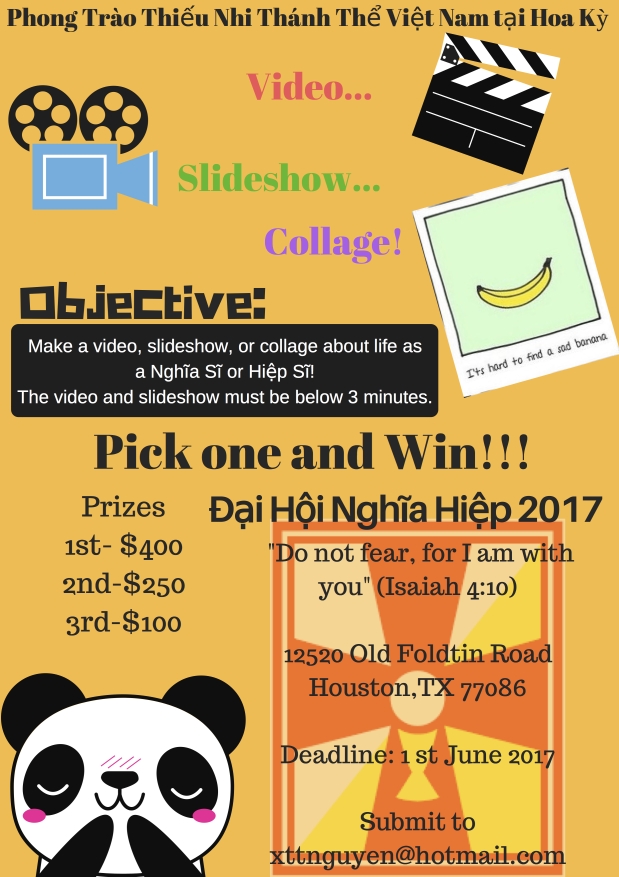 Phong Trào Thiếu Nhi Thánh Thể Việt Nam tại Hoa Kỳ
Video...
Slideshow...
Collage!
It's hard to find a sad banana
Objective:
Make a video, slideshow, or collage about life as
a Nghĩa Sĩ or Hiệp Sĩ!
The video and slideshow must be below 3 minutes.
Pick one and Win!!!
Prizes
1st- $400
2nd-$250
3rd-$100
Đại Hội Nghĩa Hiệp 2017
"Do not fear, for I am with
you" (Isaiah 4:10)
12520 Old Foldtin Road
Houston,TX 77086
Deadline: 1 st June 2017
Submit to
xttnguyen@hotmail.com